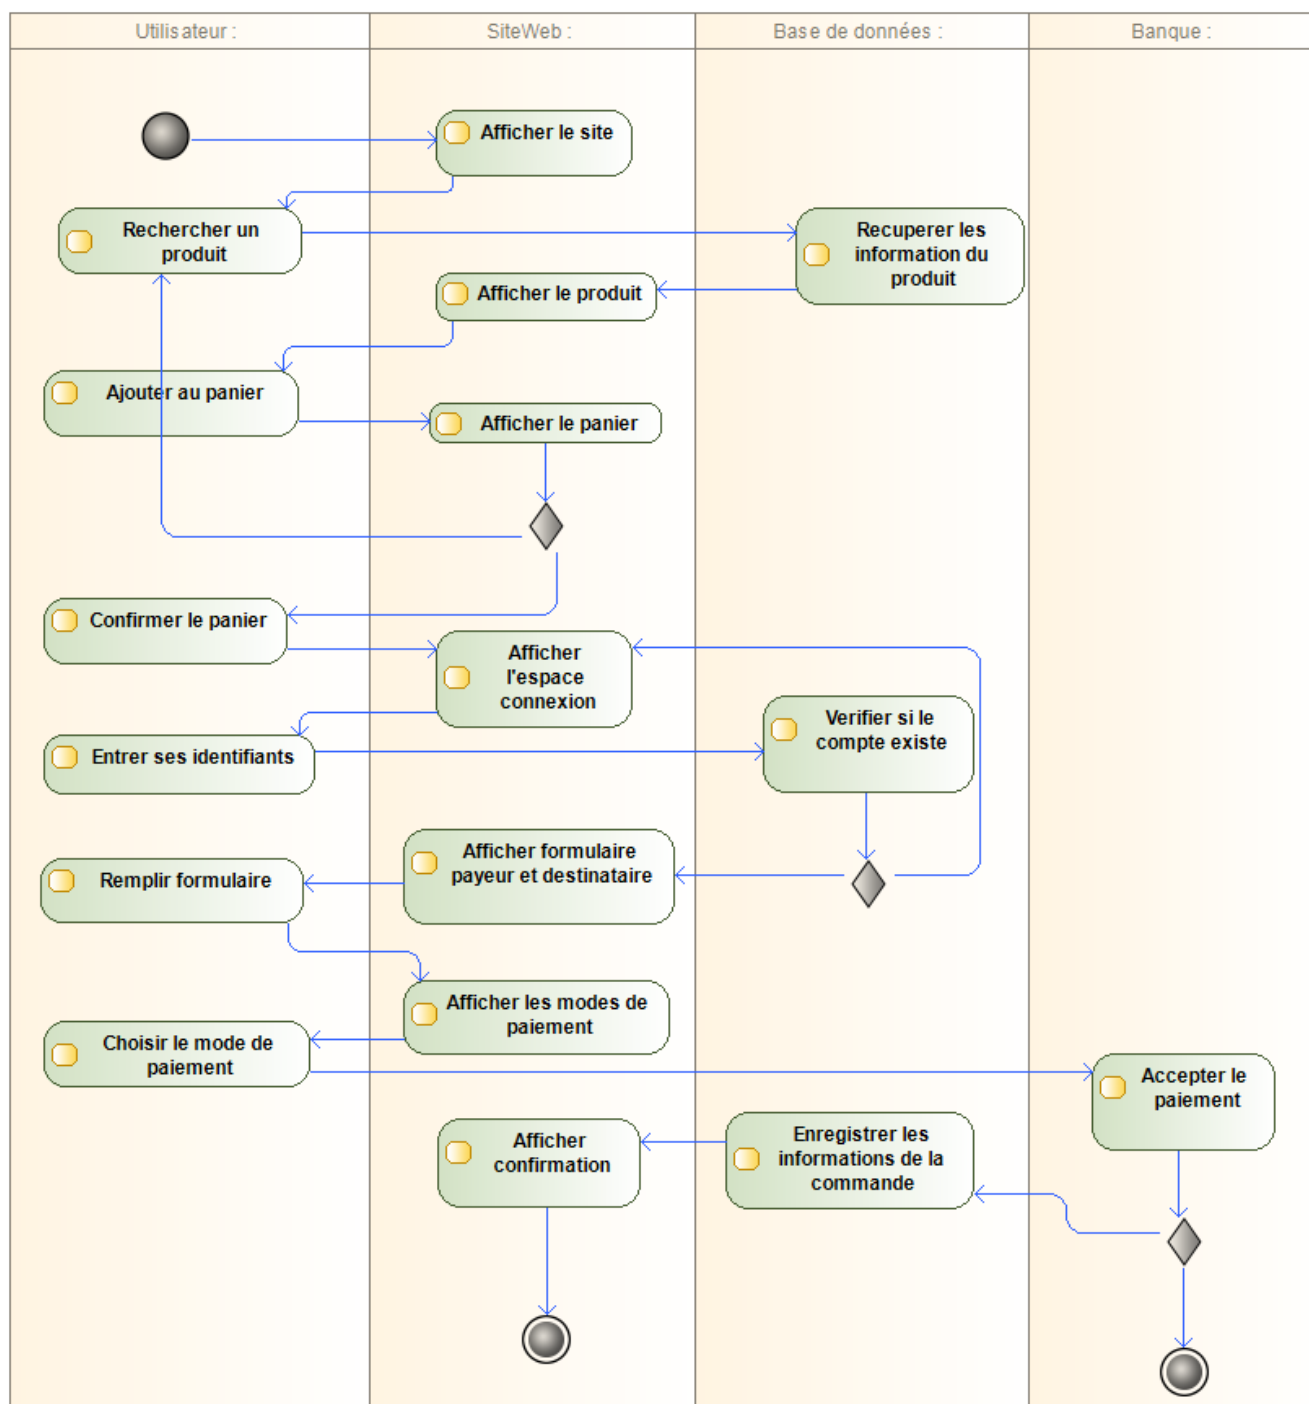 Utilisateur :
SiteWeb :
Base de données :
Banque :
Afficher le site
Rechercher un
produit
Recuperer les
information du
produit
Afficher le produit
Ajouter au panier
Afficher le panier
Confirmer le panier
Afficher
l'espace
connexion
Verifier si le
compte existe
Entrer ses identifiants
Afficher formulaire
payeur et destinataire
Remplir formulaire
Afficher les modes de
paiement
Choisir le mode de
paiement
Accepter le
paiement
Afficher
confirmation
Enregistrer les
informations de la
commande